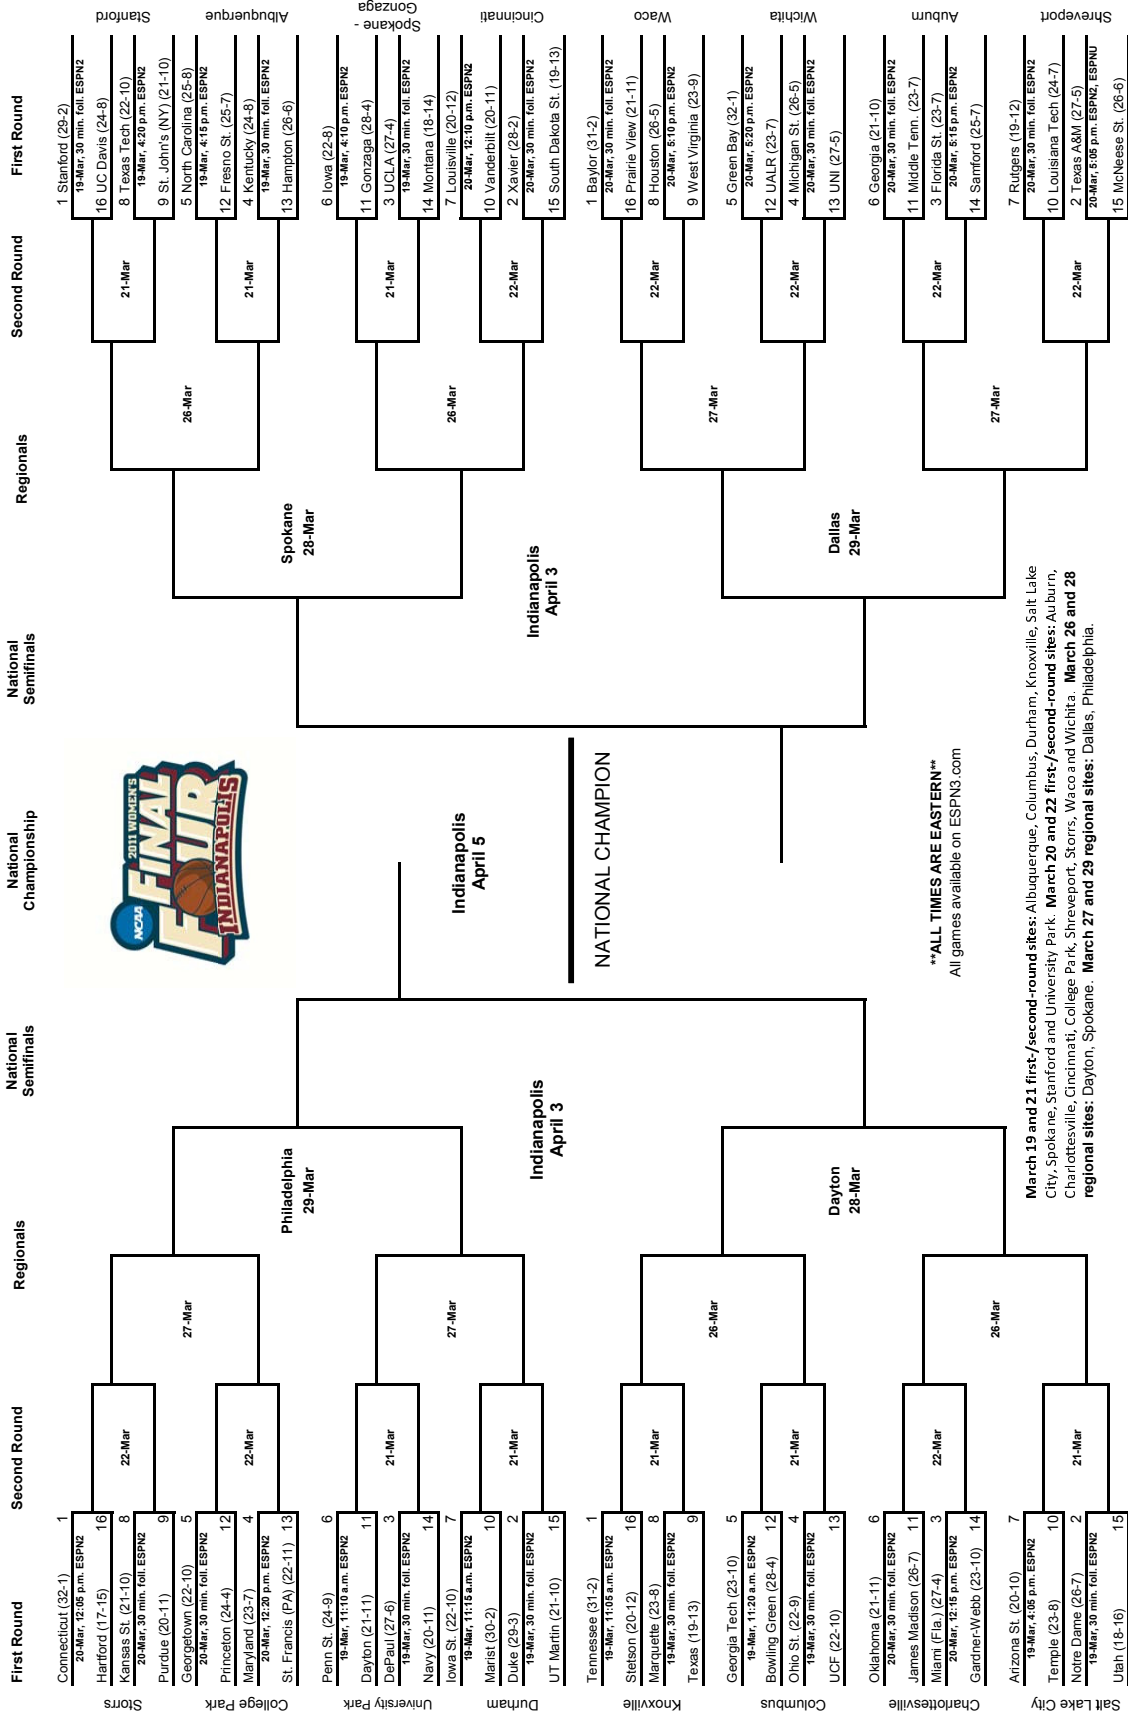 First Round
Second Round
Regionals
National
Semifinals
National
Championship
National
Semifinals
Regionals
Second Round
First Round
Storrs
Connecticut (32-1) 1
20-Mar, 12:05 p.m. ESPN2
Hartford (17-15) 16
Kansas St. (21-10) 8
20-Mar, 30 min. foll. ESPN2
Purdue (20-11) 9
22-Mar
College Park
Georgetown (22-10) 5
20-Mar, 30 min. foll. ESPN2
Princeton (24-4) 12
Maryland (23-7) 4
20-Mar, 12:20 p.m. ESPN2
St. Francis (PA) (22-11) 13
22-Mar
27-Mar
University Park
Penn St. (24-9) 6
19-Mar, 11:10 a.m. ESPN2
Dayton (21-11) 11
DePaul (27-6) 3
19-Mar, 30 min. foll. ESPN2
Navy (20-11) 14
21-Mar
Durham
Iowa St. (22-10) 7
19-Mar, 11:15 a.m. ESPN2
Marist (30-2) 10
Duke (29-3) 2
19-Mar, 30 min. foll. ESPN2
UT Martin (21-10) 15
21-Mar
27-Mar
Philadelphia
29-Mar
Knoxville
Tennessee (31-2) 1
19-Mar, 11:05 a.m. ESPN2
Stetson (20-12) 16
Marquette (23-8) 8
19-Mar, 30 min. foll. ESPN2
Texas (19-13) 9
21-Mar
Columbus
Georgia Tech (23-10) 5
19-Mar, 11:20 a.m. ESPN2
Bowling Green (28-4) 12
Ohio St. (22-9) 4
19-Mar, 30 min. foll. ESPN2
UCF (22-10) 13
21-Mar
26-Mar
Charlottesville
Oklahoma (21-11) 6
20-Mar, 30 min. foll. ESPN2
James Madison (26-7) 11
Miami (Fla.) (27-4) 3
20-Mar, 12:15 p.m. ESPN2
Gardner-Webb (23-10) 14
22-Mar
Salt Lake City
Arizona St. (20-10) 7
19-Mar, 4:05 p.m. ESPN2
Temple (23-8) 10
Notre Dame (26-7) 2
19-Mar, 30 min. foll. ESPN2
Utah (18-16) 15
21-Mar
26-Mar
Dayton
28-Mar
Indianapolis
April 3
NCAA
2011 WOMEN'S
FINAL
FOUR
INDIANAPOLIS
Indianapolis
April 5
NATIONAL CHAMPION
**ALL TIMES ARE EASTERN**
All games available on ESPN3.com
Indianapolis
April 3
Spokane
28-Mar
26-Mar
21-Mar
1 Stanford (29-2)
19-Mar, 30 min. foll. ESPN2
16 UC Davis (24-8)
8 Texas Tech (22-10)
19-Mar, 4:20 p.m. ESPN2
9 St. John's (NY) (21-10)
Stanford
21-Mar
5 North Carolina (25-8)
19-Mar, 4:15 p.m. ESPN2
12 Fresno St. (25-7)
4 Kentucky (24-8)
19-Mar, 30 min. foll. ESPN2
13 Hampton (26-6)
Albuquerque
26-Mar
21-Mar
6 Iowa (22-8)
19-Mar, 4:10 p.m. ESPN2
11 Gonzaga (28-4)
3 UCLA (27-4)
19-Mar, 30 min. foll. ESPN2
14 Montana (18-14)
Spokane -
Gonzaga
22-Mar
7 Louisville (20-12)
20-Mar, 12:10 p.m. ESPN2
10 Vanderbilt (20-11)
2 Xavier (28-2)
20-Mar, 30 min. foll. ESPN2
15 South Dakota St. (19-13)
Cincinnati
Dallas
29-Mar
27-Mar
22-Mar
1 Baylor (31-2)
20-Mar, 30 min. foll. ESPN2
16 Prairie View (21-11)
8 Houston (26-5)
20-Mar, 5:10 p.m. ESPN2
9 West Virginia (23-9)
Waco
22-Mar
5 Green Bay (32-1)
20-Mar, 5:20 p.m. ESPN2
12 UALR (23-7)
4 Michigan St. (26-5)
20-Mar, 30 min. foll. ESPN2
13 UNI (27-5)
Wichita
27-Mar
22-Mar
6 Georgia (21-10)
20-Mar, 30 min. foll. ESPN2
11 Middle Tenn. (23-7)
3 Florida St. (23-7)
20-Mar, 5:15 p.m. ESPN2
14 Samford (25-7)
Auburn
22-Mar
7 Rutgers (19-12)
20-Mar, 30 min. foll. ESPN2
10 Louisiana Tech (24-7)
2 Texas A&M (27-5)
20-Mar, 5:05 p.m. ESPN2, ESPNU
15 McNeese St. (26-6)
Shreveport
March 19 and 21 first-/second-round sites: Albuquerque, Columbus, Durham, Knoxville, Salt Lake
City, Spokane, Stanford and University Park. March 20 and 22 first-/second-round sites: Auburn,
Charlottesville, Cincinnati, College Park, Shreveport, Storrs, Waco and Wichita. March 26 and 28
regional sites: Dayton, Spokane. March 27 and 29 regional sites: Dallas, Philadelphia.